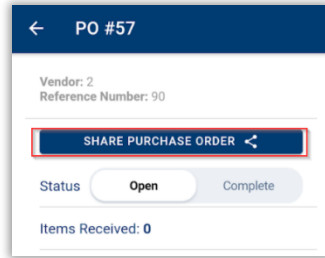 PO #57
Vendor: 2
Reference Number: 90
SHARE PURCHASE ORDER
Status Open Complete
Items Received: 0